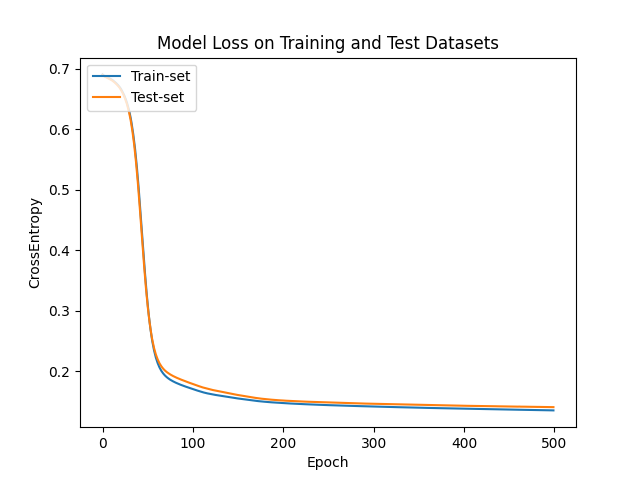 Model Loss on Training and Test Datasets
0.7
Train-set
Test-set
0.6
0.5
0.4
CrossEntropy
0.3
0.2
0 100 200 300 400 500
Epoch